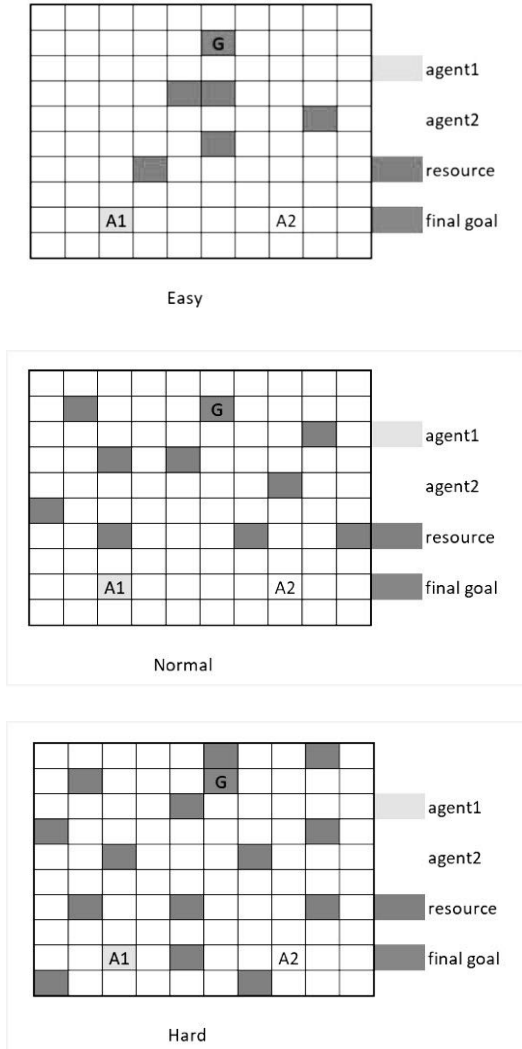 G
agent1
agent2
resource
A1 A2 final goal
Easy
G
agent1
agent2
resource
A1 A2 final goal
Normal
G
agent1
agent2
resource
A1 A2 final goal
Hard